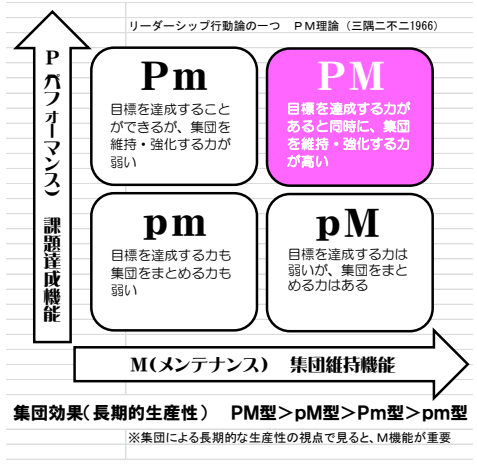 リーダーシップ行動論の一つ　PM理論（三隅二不二1966）
P（パフォーマンス）　課題達成機能
Pm
目標を達成すること
ができるが、集団を
維持・強化する力が
弱い
PM
目標を達成する力が
あると同時に、集団
を維持・強化する力
が高い
pm
目標を達成する力も
集団をまとめる力も
弱い
pM
目標を達成する力は
弱いが、集団をまと
める力はある
M(メンテナンス)　集団維持機能
集団効果(長期的生産性)　PM型＞pM型＞Pm型＞pm型
※集団による長期的な生産性の視点で見ると、M機能が重要